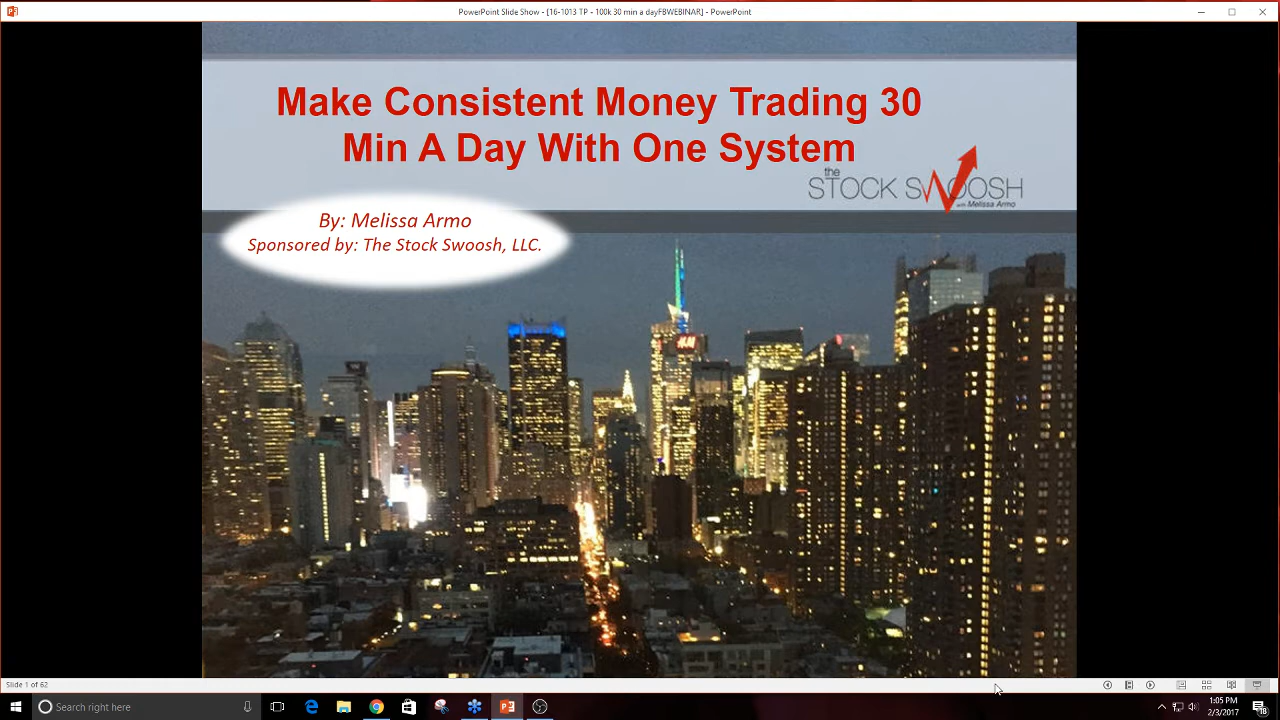 PowerPoint Slide Show - [16-1013 TP - 100k 30 min a dayFBWEBINAR] - PowerPoint
Make Consistent Money Trading 30
Min A Day With One System
the
STOCK SWOOSH
with Melissa Armo
By: Melissa Armo
Sponsored by: The Stock Swoosh, LLC.
H&M
Slide 1 of 62
Search right here
1:05 PM
2/3/2017
18